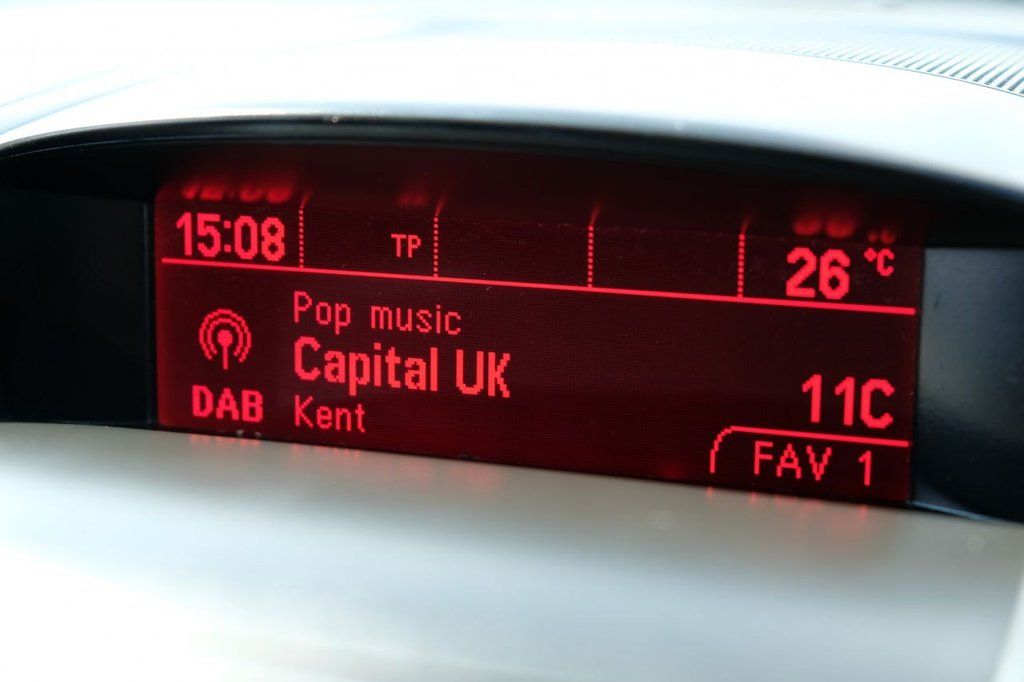 15:08 TP 26 °C
Pop music
Capital UK
11C
DAB Kent
FAV 1